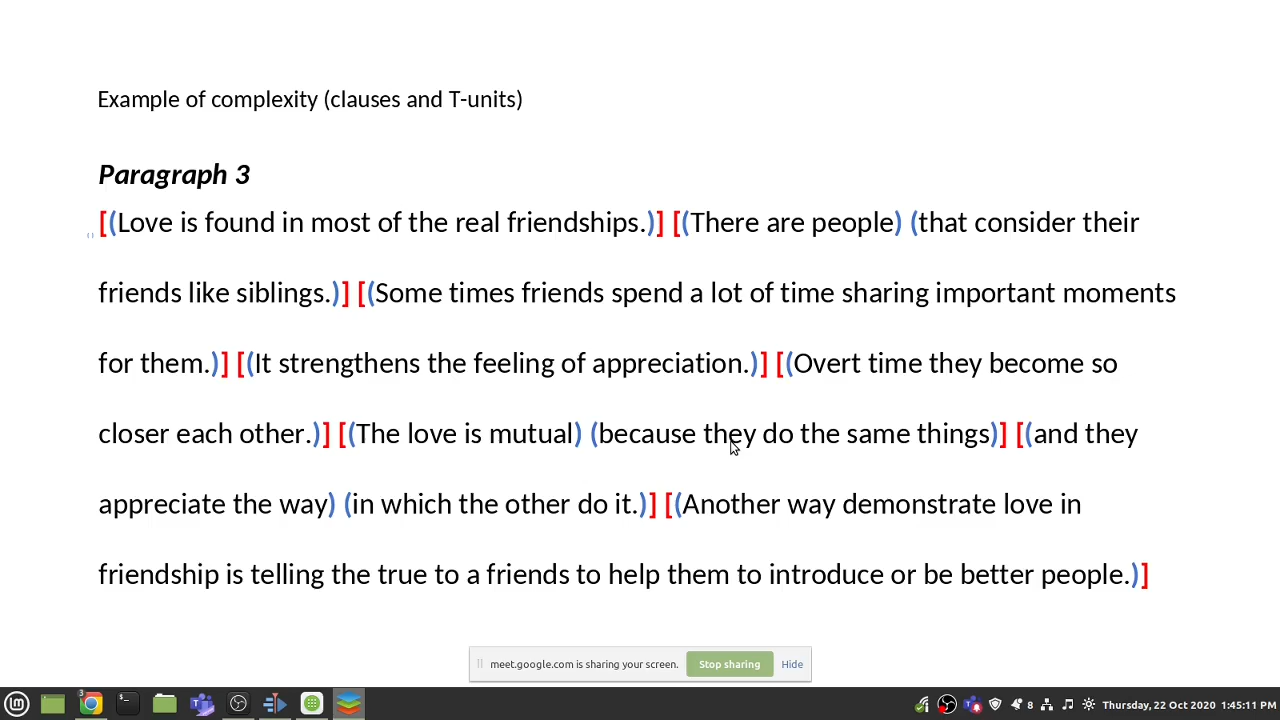 Example of complexity (clauses and T-units)
Paragraph 3
[(Love is found in most of the real friendships.)] [(There are people) (that consider their
()
friends like siblings.)] [(Some times friends spend a lot of time sharing important moments
for them.)] [(It strengthens the feeling of appreciation.)] [(Overt time they become so
closer each other.)] [(The love is mutual) (because they do the same things)] [(and they
appreciate the way) (in which the other do it.)] [(Another way demonstrate love in
friendship is telling the true to a friends to help them to introduce or be better people.)]
meet.google.com is sharing your screen. Stop sharing Hide
3 8 Thursday, 22 Oct 2020 1:45:11 PM